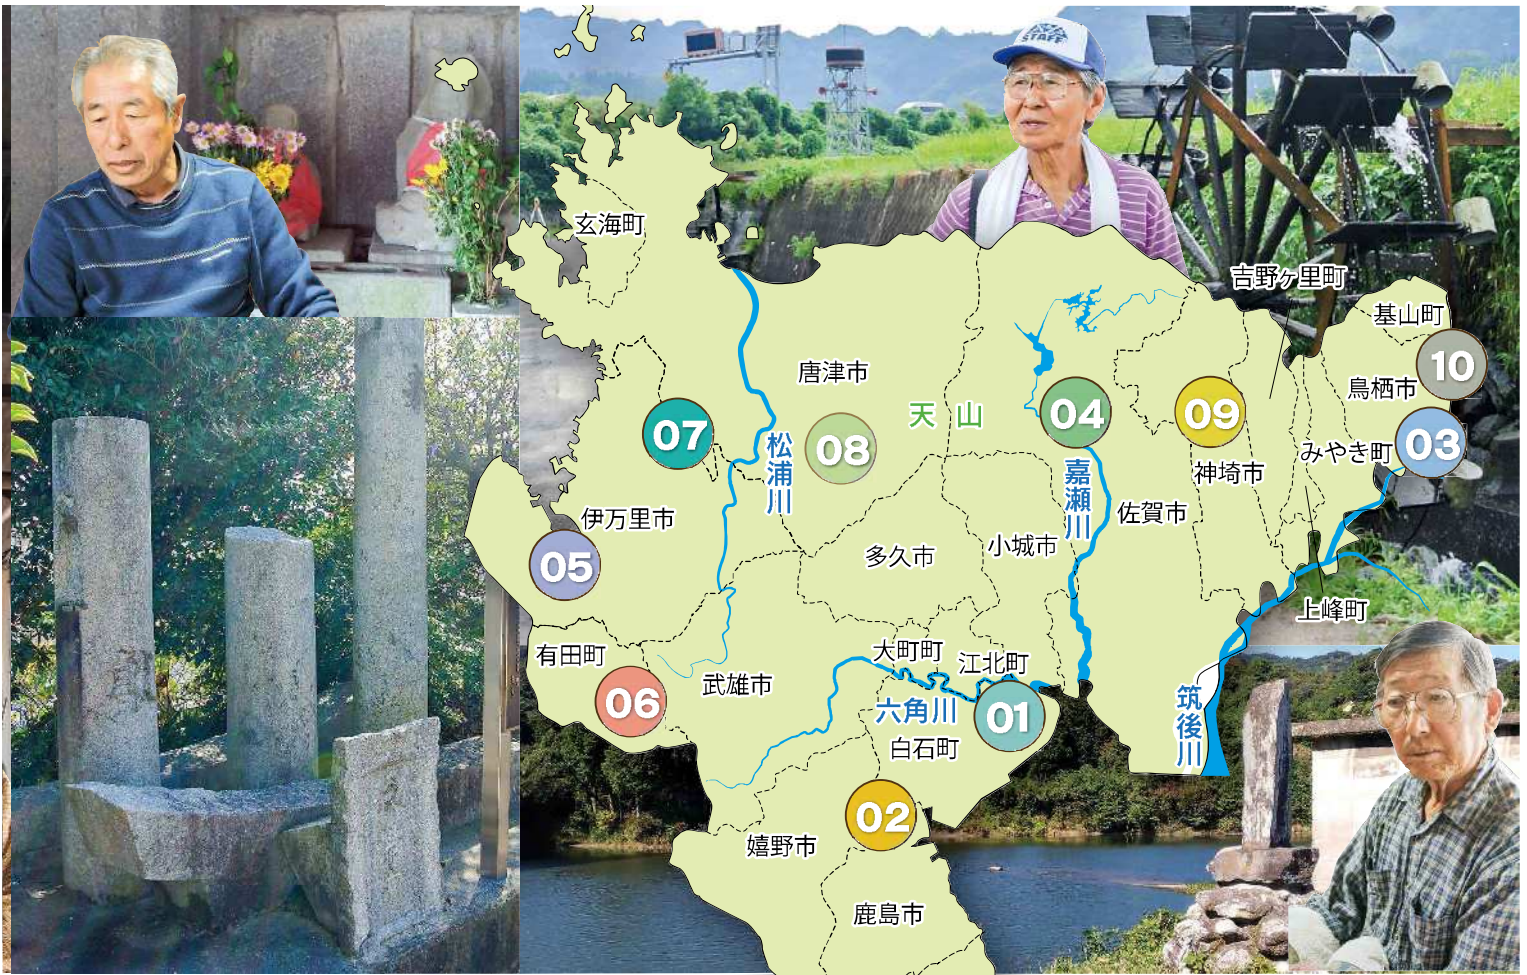 STAFF
玄海町
吉野ヶ里町
基山町
10
唐津市
鳥栖市
天山
04
09
07
08
03
松浦川
みやき町
嘉瀬川
神埼市
伊万里市
佐賀市
05
多久市
小城市
上峰町
有田町
大町町
江北町
武雄市
06
六角川
01
筑後川
白石町
02
嬉野市
鹿島市